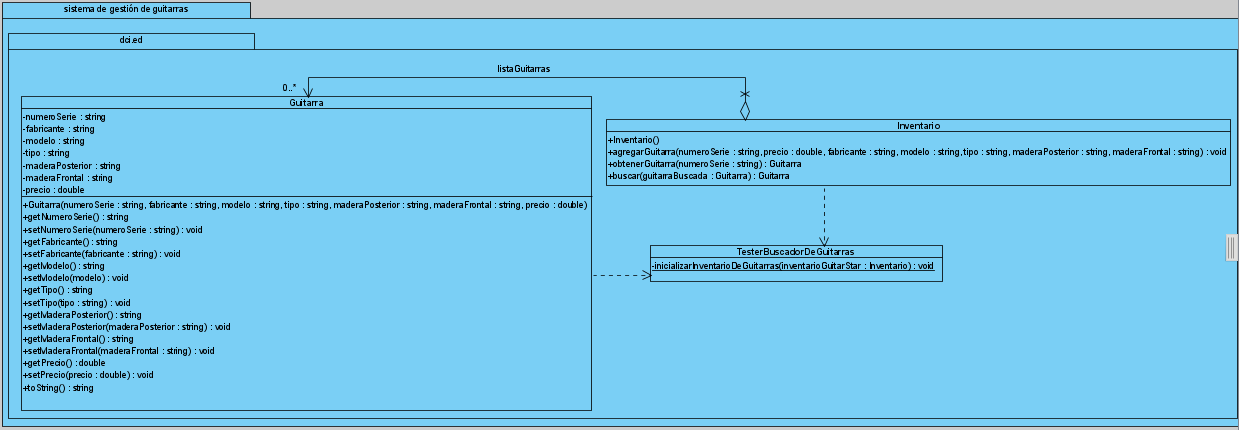 sistema de gestión de guitarras
dci.ed
listaGuitarras
0..*
Guitarra
-numeroSerie : string
-fabricante : string
-modelo : string
-tipo : string
-maderaPosterior : string
-maderaFrontal : string
-precio : double
+Guitarra(numeroSerie : string, fabricante : string, modelo : string, tipo : string, maderaPosterior : string, maderaFrontal : string, precio : double)
+getNumeroSerie() : string
+setNumeroSerie(numeroSerie : string) : void
+getFabricante() : string
+setFabricante(fabricante : string) : void
+getModelo() : string
+setModelo(modelo) : void
+getTipo() : string
+setTipo(tipo : string) : void
+getMaderaPosterior() : string
+setMaderaPosterior(maderaPosterior : string) : void
+getMaderaFrontal() : string
+setMaderaFrontal(maderaFrontal : string) : void
+getPrecio() : double
+setPrecio(precio : double) : void
+toString() : string
Inventario
+Inventario()
+agregarGuitarra(numeroSerie : string, precio : double, fabricante : string, modelo : string, tipo : string, maderaPosterior : string, maderaFrontal : string) : void
+obtenerGuitarra(numeroSerie : string) : Guitarra
+buscar(guitarraBuscada : Guitarra) : Guitarra
TesterBuscadorDeGuitarras
-inicializarInventarioDeGuitarras(inventarioGuitarStar : Inventario) : void